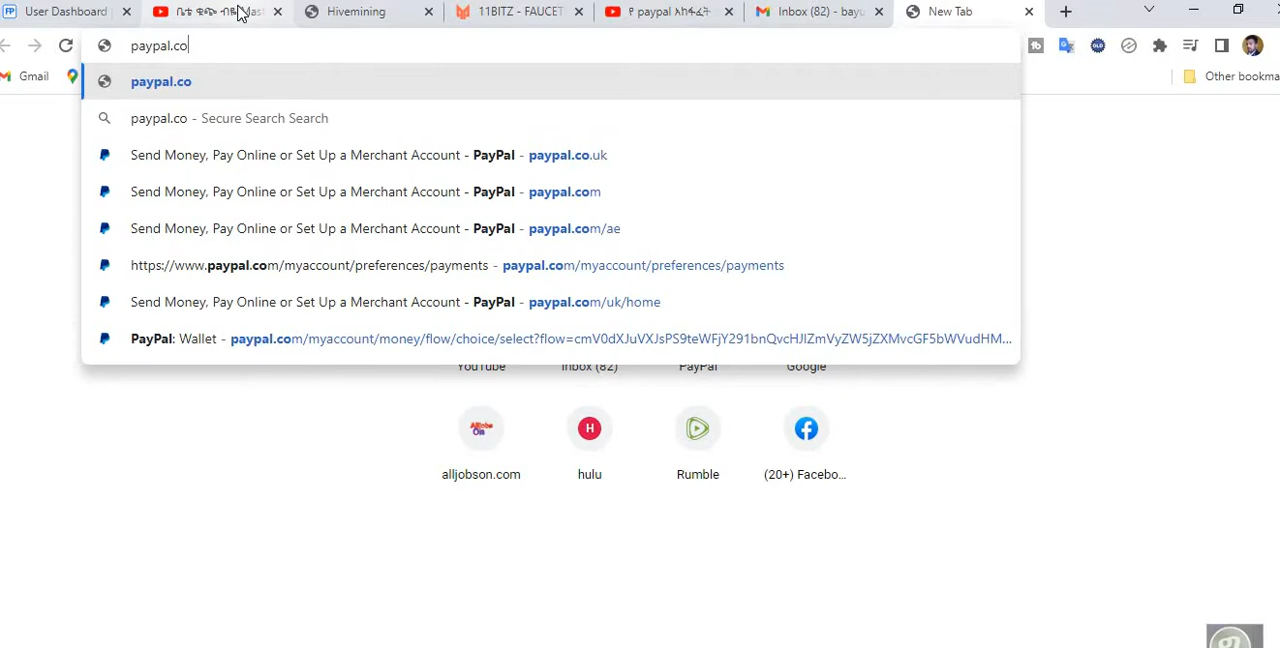 User Dashboard
Hivemining
11BITZ - FAUCET
የ paypal አከፋፈት
Inbox (82) - bayu
New Tab
paypal.co
Gmail
Other bookma
paypal.co
paypal.co - Secure Search Search
Send Money, Pay Online or Set Up a Merchant Account - PayPal - paypal.co.uk
Send Money, Pay Online or Set Up a Merchant Account - PayPal - paypal.com
Send Money, Pay Online or Set Up a Merchant Account - PayPal - paypal.com/ae
https://www.paypal.com/myaccount/preferences/payments - paypal.com/myaccount/preferences/payments
Send Money, Pay Online or Set Up a Merchant Account - PayPal - paypal.com/uk/home
PayPal: Wallet - paypal.com/myaccount/money/flow/choice/select?flow=cmV0dXJuVXJsPS9teWFjY291bnQvcHJlZmVyZW5jZXMvcGF5bWVudHM...
YouTube
Inbox (82)
PayPal
Google
alljobson.com
hulu
Rumble
(20+) Facebo...